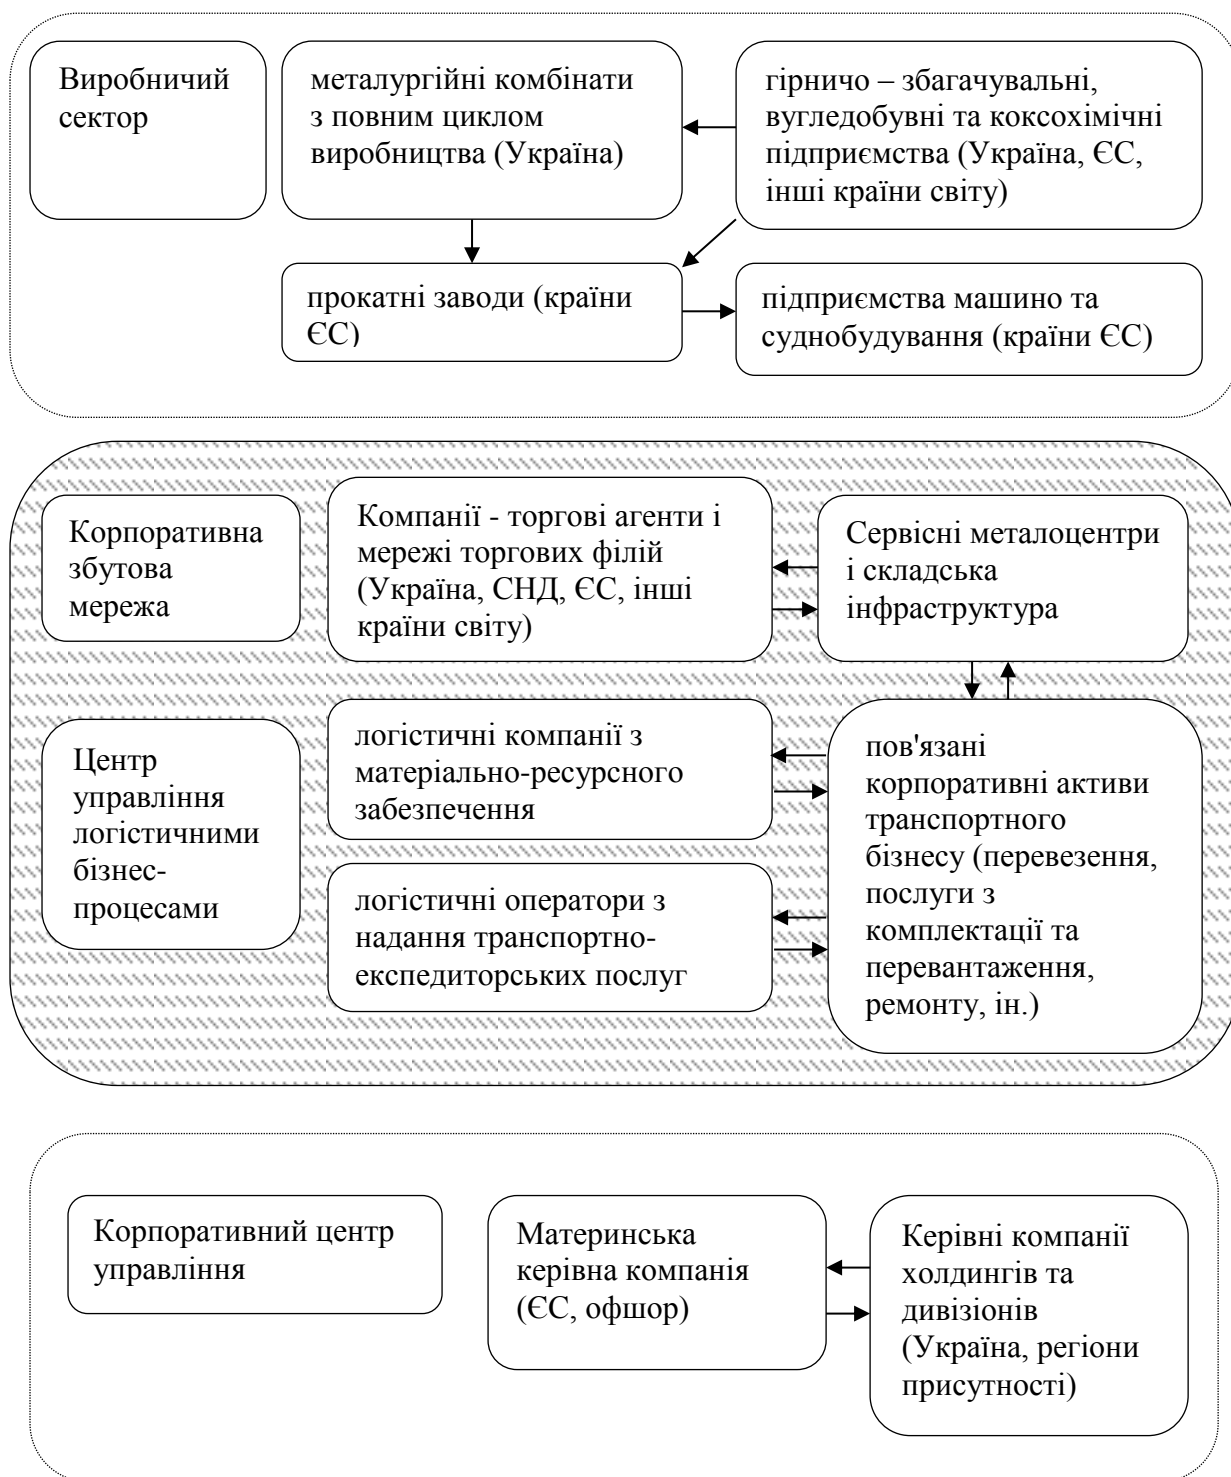 Виробничий
сектор
металургійні комбінати
з повним циклом
виробництва (Україна)
гірничо – збагачувальні,
вугледобувні та коксохімічні
підприємства (Україна, ЄС,
інші країни світу)
прокатні заводи (країни
ЄС)
підприємства машино та
суднобудування (країни ЄС)
Корпоративна
збутова
мережа
Компанії - торгові агенти і
мережі торгових філій
(Україна, СНД, ЄС, інші
країни світу)
Сервісні металоцентри
і складська
інфраструктура
Центр
управління
логістичними
бізнес-
процесами
логістичні компанії з
матеріально-ресурсного
забезпечення
логістичні оператори з
надання транспортно-
експедиторських послуг
пов'язані
корпоративні активи
транспортного
бізнесу (перевезення,
послуги з
комплектації та
перевантаження,
ремонту, ін.)
Корпоративний центр
управління
Материнська
керівна компанія
(ЄС, офшор)
Керівні компанії
холдингів та
дивізіонів
(Україна, регіони
присутності)